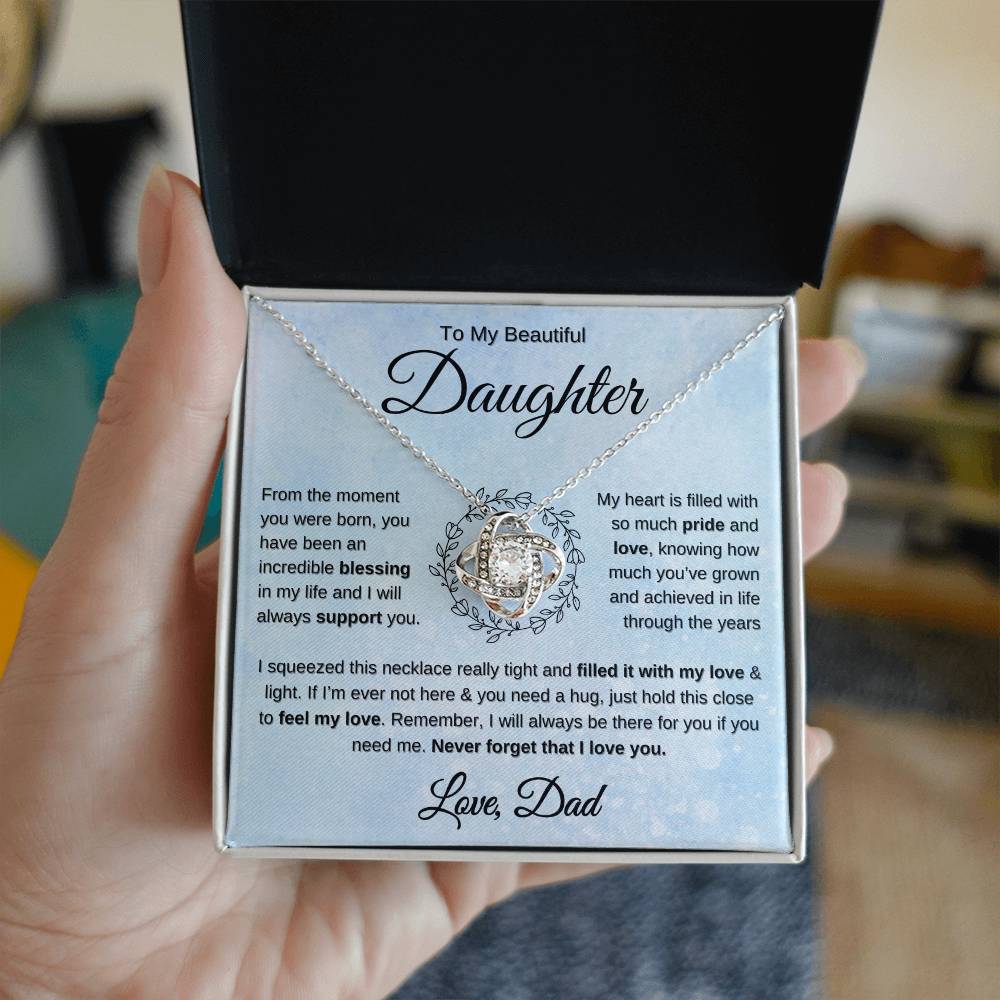 To My Beautiful
Daughter
From the moment
you were born, you
have been an
incredible blessing
in my life and I will
always support you.
My heart is filled with
so much pride and
love, knowing how
much you've grown
and achieved in life
through the years
I squeezed this necklace really tight and filled it with my love &
light. If I'm ever not here & you need a hug, just hold this close
to feel my love. Remember, I will always be there for you if you
need me. Never forget that I love you.
Love, Dad